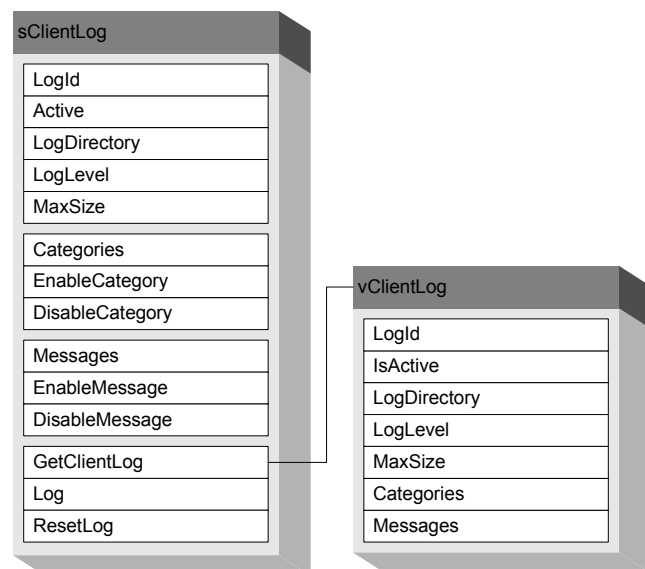 sClientLog
LogId
Active
LogDirectory
LogLevel
MaxSize
Categories
EnableCategory
DisableCategory
Messages
EnableMessage
DisableMessage
GetClientLog
Log
ResetLog
vClientLog
LogId
IsActive
LogDirectory
LogLevel
MaxSize
Categories
Messages